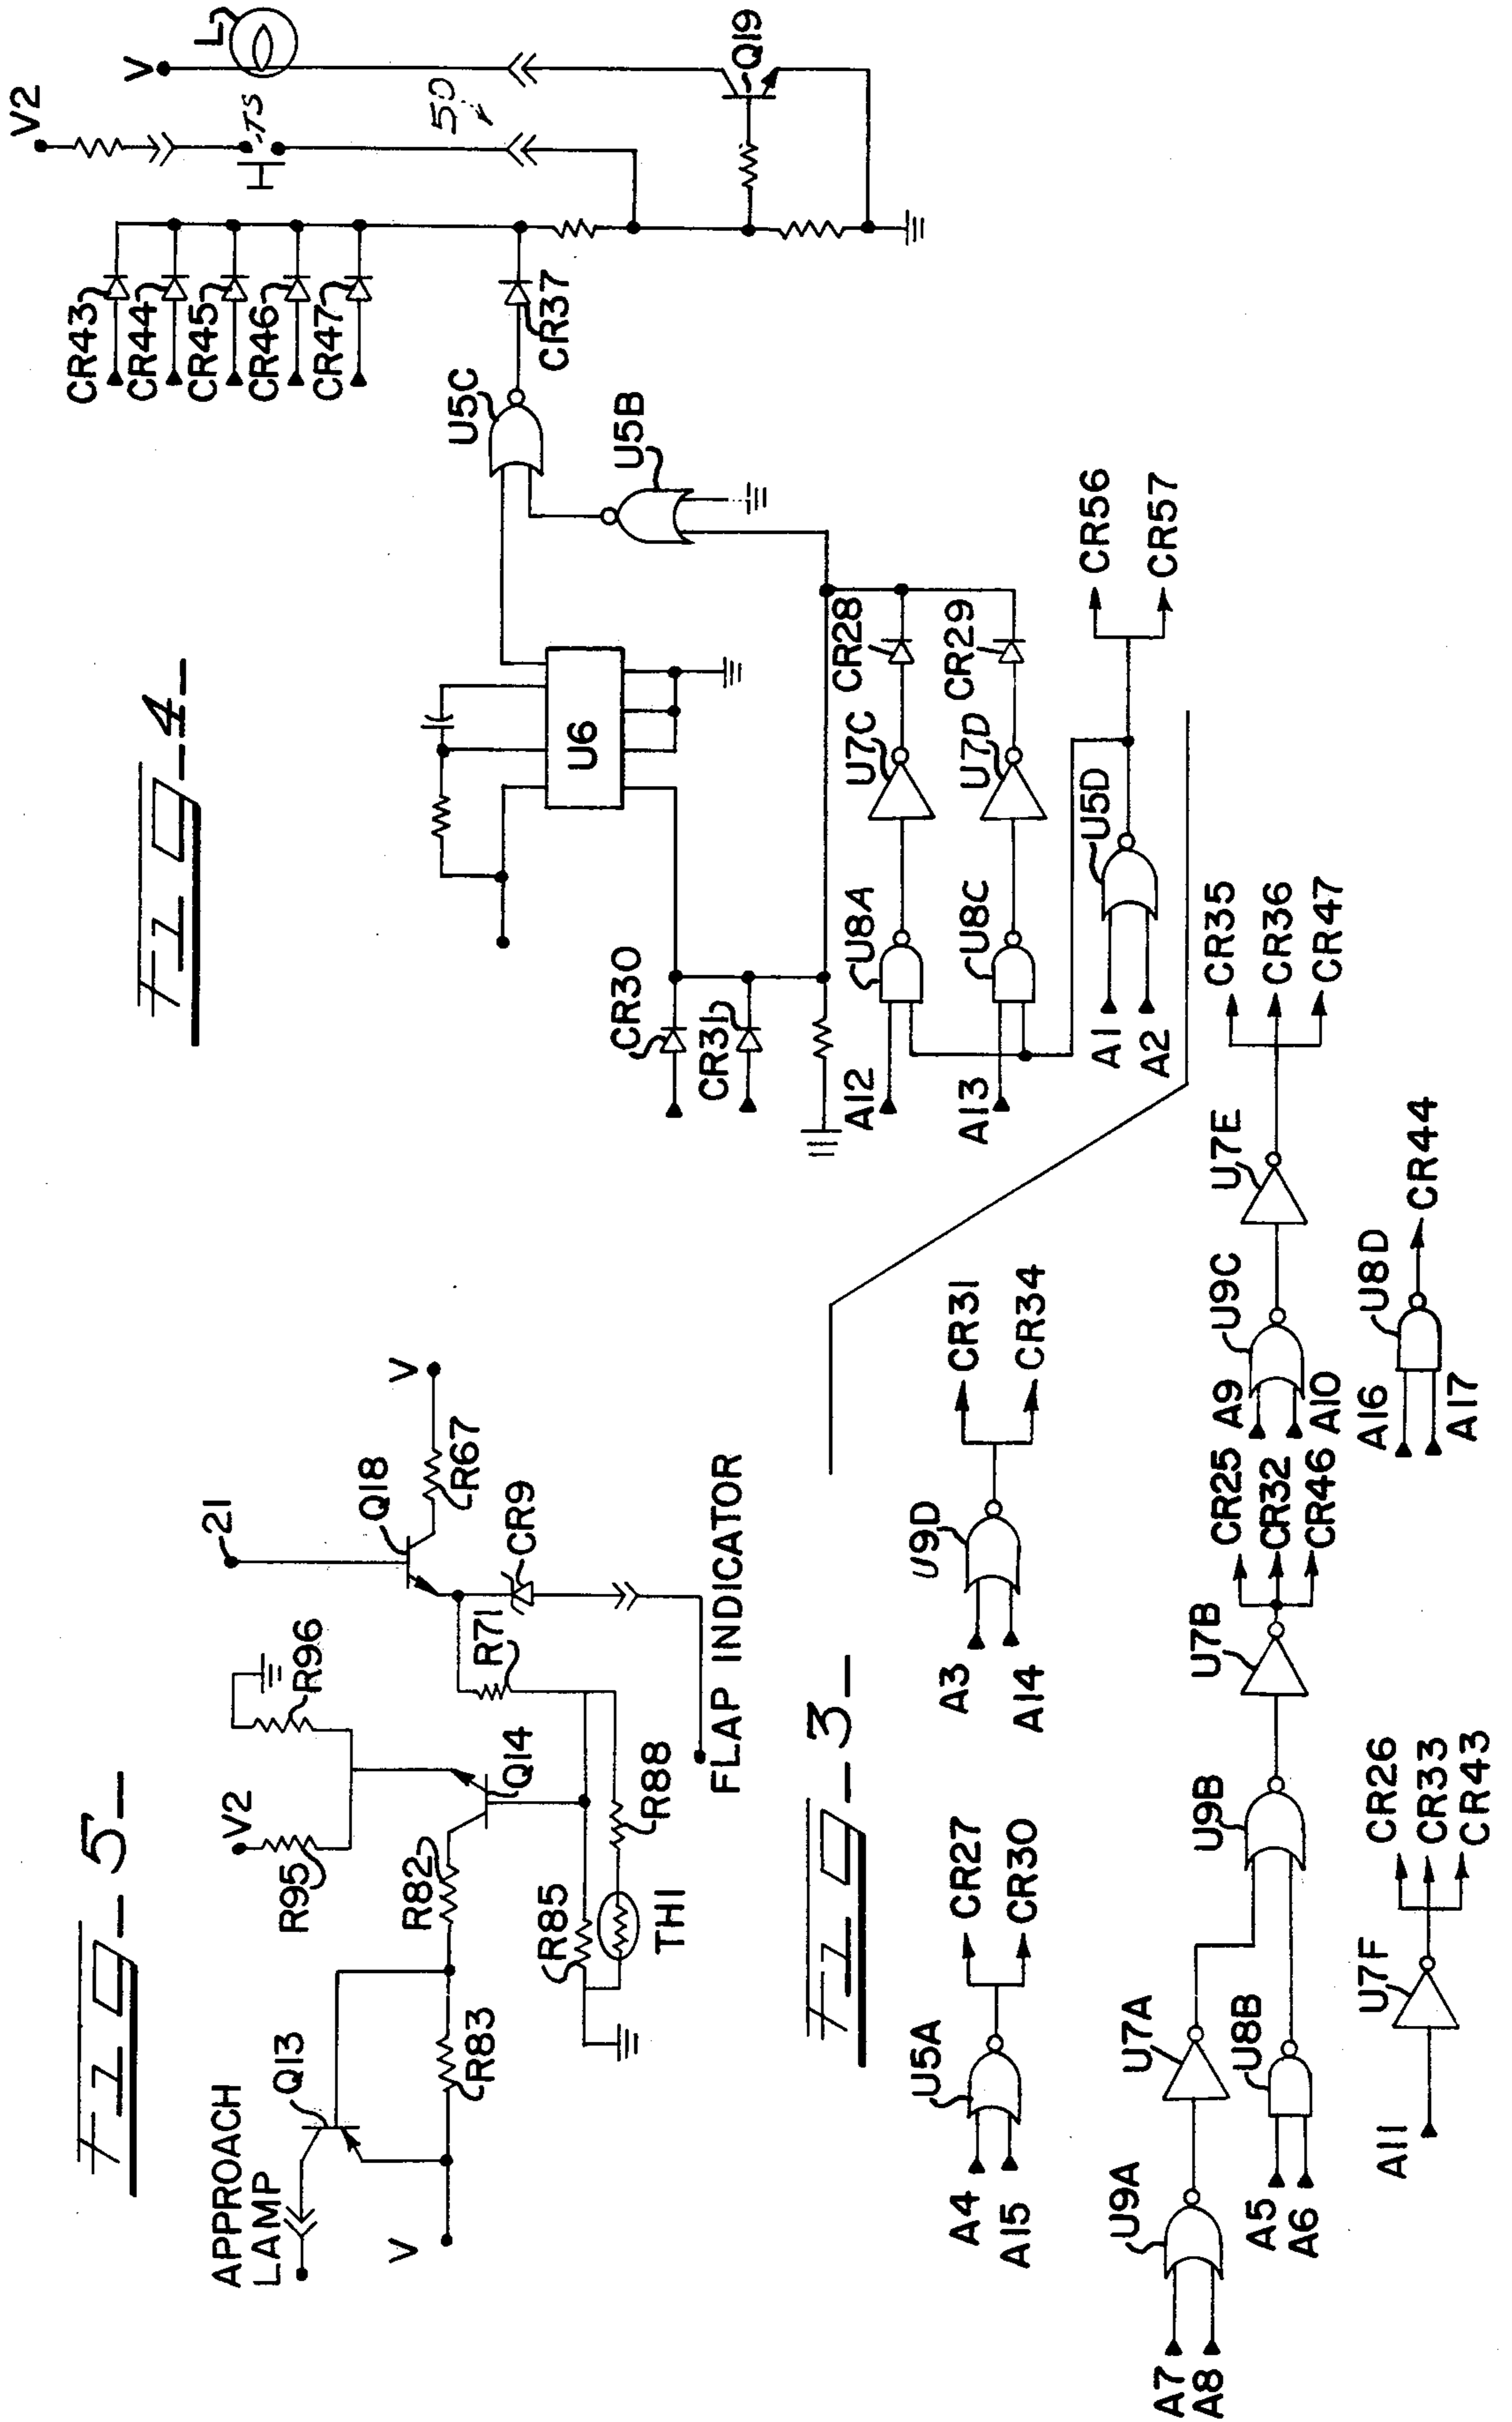 FIG-5-
APPROACH
LAMP
Q13
V
R83
R82
R95
V2
R96
Q14
R85
TH1
R88
R71
21
Q18
R67
V
CR9
FLAP INDICATOR
FIG-4-
V2
V
L
TS
50
Q19
CR43
CR44
CR45
CR46
CR47
CR37
U5C
U5B
U6
CR30
CR31
CR28
CR29
U7C
U7D
U8A
U8C
A12
A13
U5D
A1
A2
CR56
CR57
FIG-3-
A4
A15
U5A
CR27
CR30
A3
A14
U9D
CR31
CR34
A7
A8
U9A
U7A
A5
A6
U8B
U9B
U7B
CR25
CR32
CR46
A9
A10
U9C
U7E
CR35
CR36
CR47
A11
U7F
CR26
CR33
CR43
A16
A17
U8D
CR44